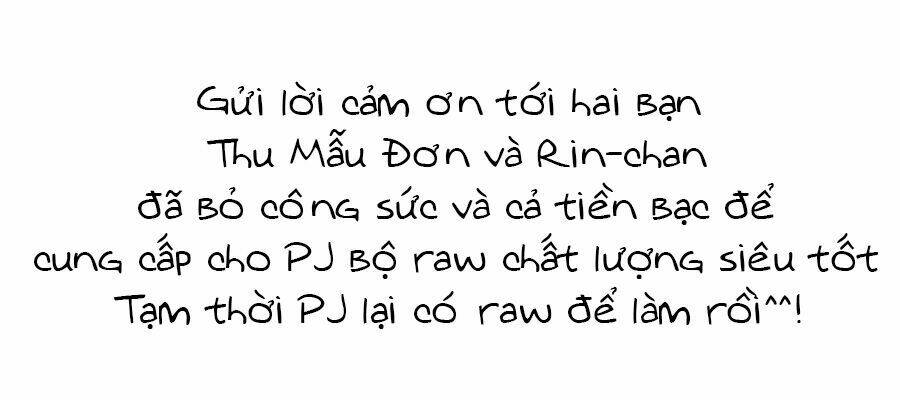 Gửi lời cảm ơn tới hai bạn
Thu Mẫu Đơn và Rin-chan
đã bỏ công sức và cả tiền bạc để
cung cấp cho PJ bộ raw chất lượng siêu tốt
Tạm thời PJ lại có raw để làm rồi^^!